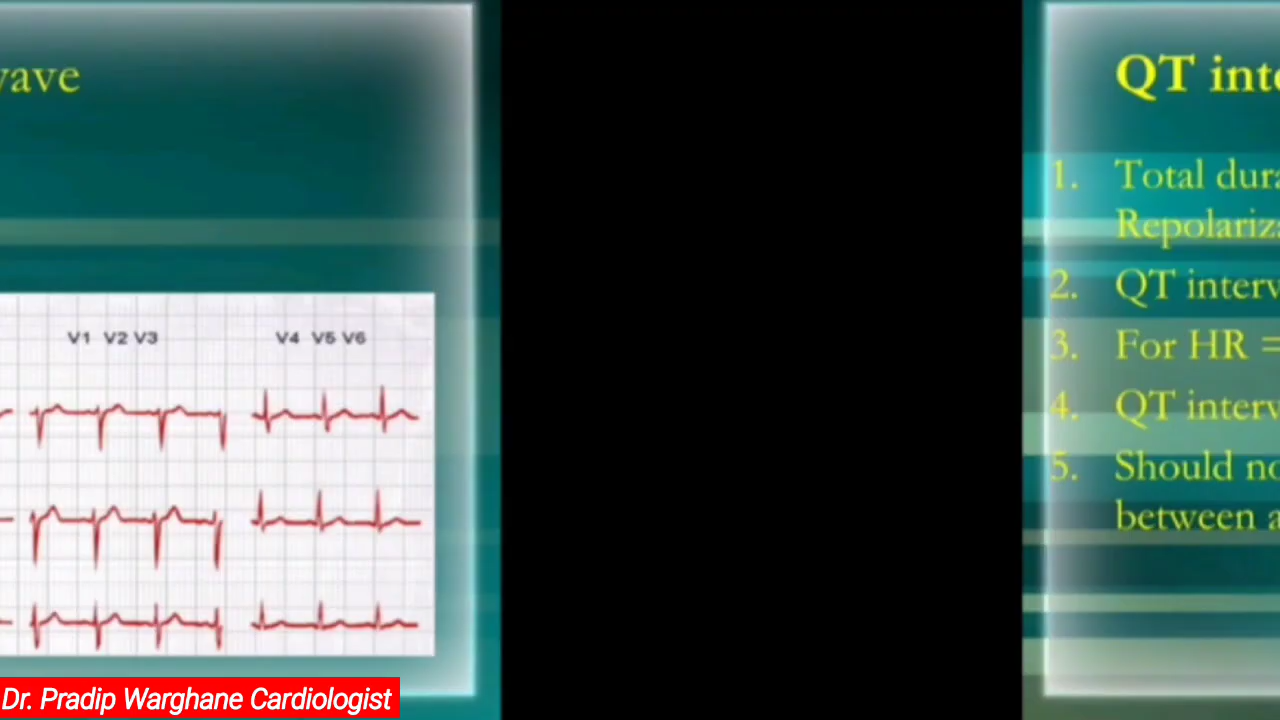 wave
V1 V2 V3
V4 V5 V6
Dr. Pradip Warghane Cardiologist
QT inte
1. Total dura
Repolariza
2. QT interv
3. For HR =
4. QT interv
5. Should no
between a